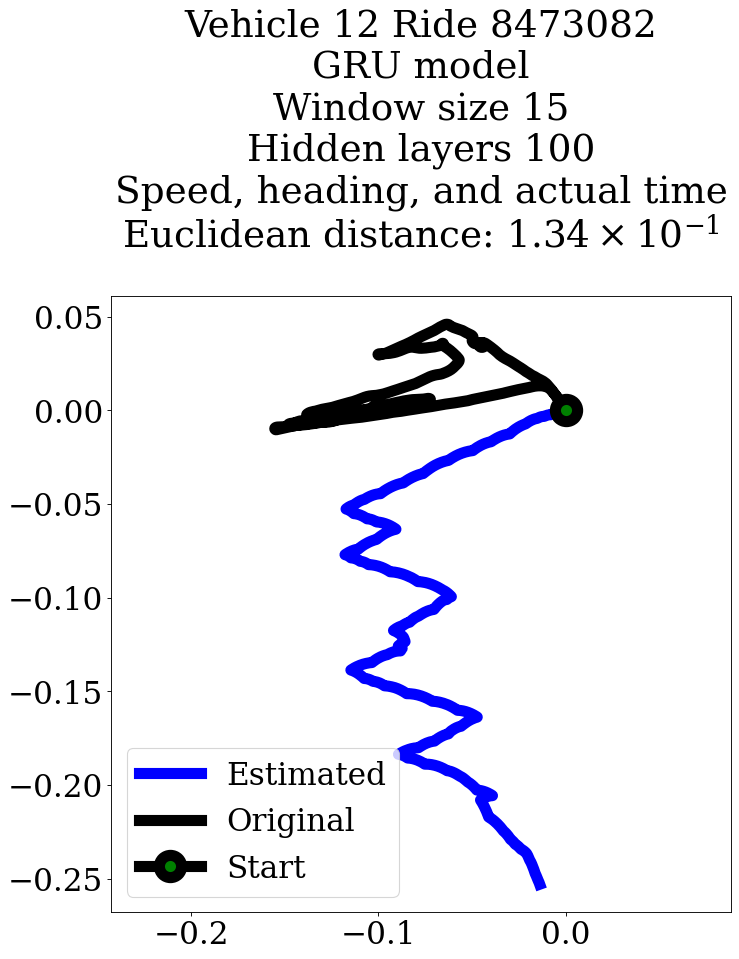 Vehicle 12 Ride 8473082
GRU model
Window size 15
Hidden layers 100
Speed, heading, and actual time
Euclidean distance: 1.34 × 10⁻¹
0.05
0.00
−0.05
−0.10
−0.15
−0.20
−0.25
Estimated
Original
Start
−0.2
−0.1
0.0